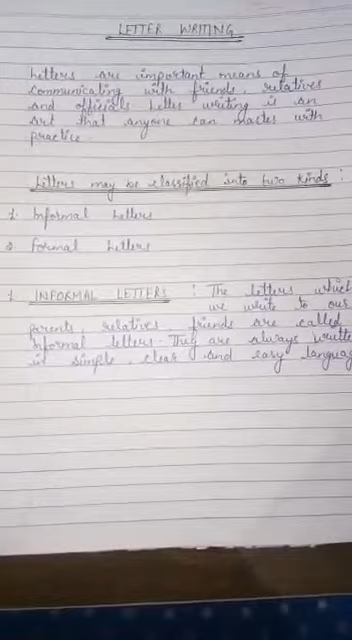 LETTER WRITING
Letters are important means of
communicating with friends, relatives
and officials. Letter writing is an
art that anyone can master with
practice.
Letters may be classified into two kinds :
1. Informal Letters
2. Formal Letters
1. INFORMAL LETTERS : The letters which
we write to our
parents, relatives, friends are called
Informal letters. They are always written
in simple, clear and easy language